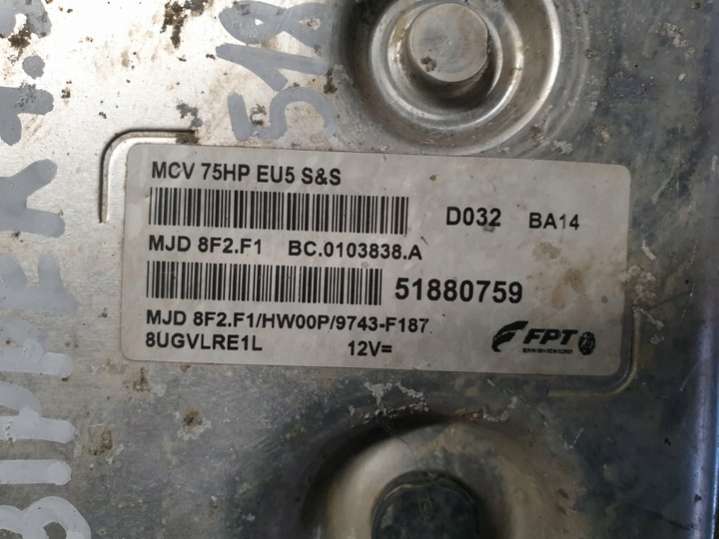 MCV 75HP EU5 S&S
D032 BA14
MJD 8F2.F1 BC.0103838.A
51880759
MJD 8F2.F1/HW00P/9743-F187
8UGVLRE1L 12V=
FPT